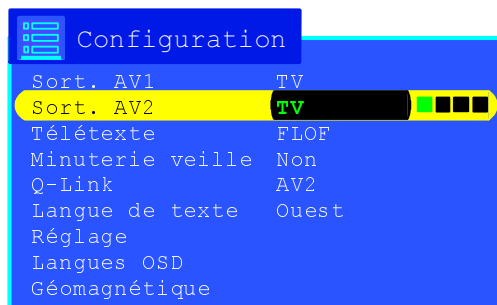 Configuration
Sort. AV1 TV
Sort. AV2 TV
Télétexte FLOF
Minuterie veille Non
Q-Link AV2
Langue de texte Ouest
Réglage
Langues OSD
Géomagnétique